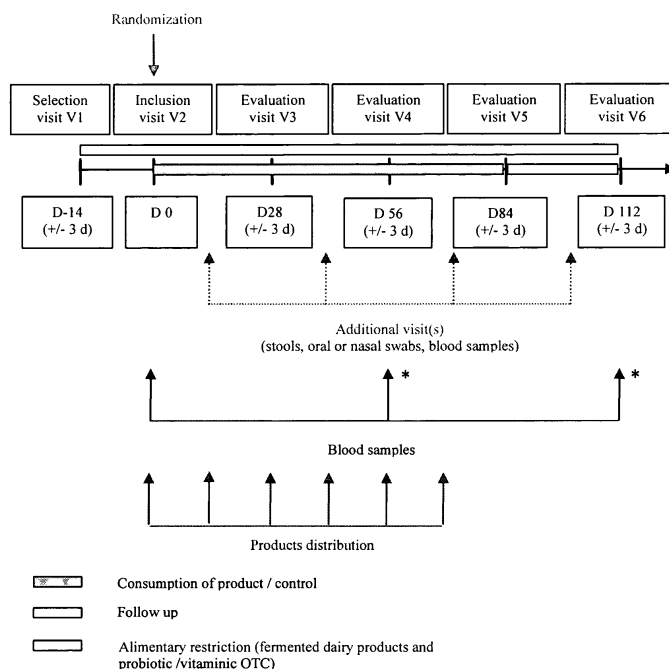 Randomization
Selection visit V1
Inclusion visit V2
Evaluation visit V3
Evaluation visit V4
Evaluation visit V5
Evaluation visit V6
D-14 (+/- 3 d)
D 0
D28 (+/- 3 d)
D 56 (+/- 3 d)
D84 (+/- 3 d)
D 112 (+/- 3 d)
Additional visit(s)
(stools, oral or nasal swabs, blood samples)
* *
Blood samples
Products distribution
Consumption of product / control
Follow up
Alimentary restriction (fermented dairy products and
probiotic /vitaminic OTC)